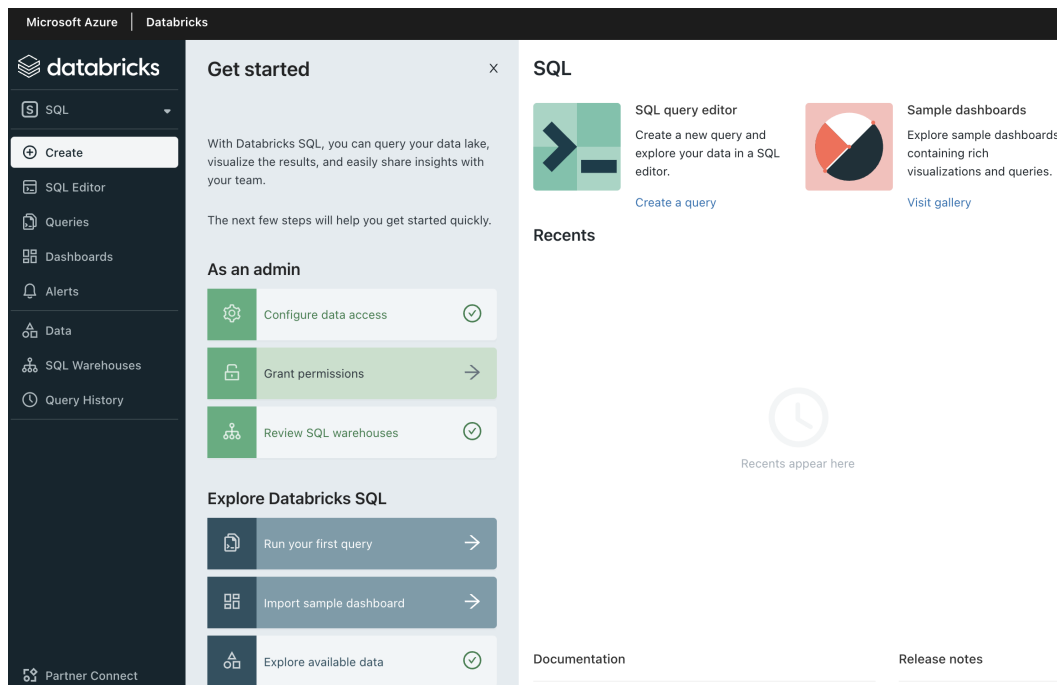 Microsoft Azure
Databricks
databricks
S SQL
Create
SQL Editor
Queries
Dashboards
Alerts
Data
SQL Warehouses
Query History
Partner Connect
Get started
X
With Databricks SQL, you can query your data lake,
visualize the results, and easily share insights with
your team.
The next few steps will help you get started quickly.
As an admin
Configure data access
Grant permissions
Review SQL warehouses
Explore Databricks SQL
Run your first query
Import sample dashboard
Explore available data
SQL
SQL query editor
Create a new query and
explore your data in a SQL
editor.
Create a query
Sample dashboards
Explore sample dashboards
containing rich
visualizations and queries.
Visit gallery
Recents
Recents appear here
Documentation
Release notes